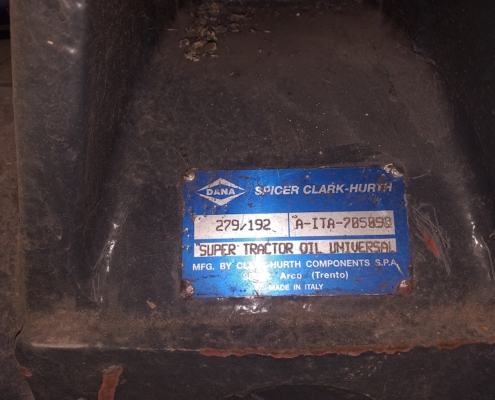 DANA SPICER CLARK-HURTH
279/192 A-ITA-705098
SUPER TRACTOR OIL UNIVERSAL
MFG. BY CLARK-HURTH COMPONENTS S.P.A.
Arco (Trento)
MADE IN ITALY